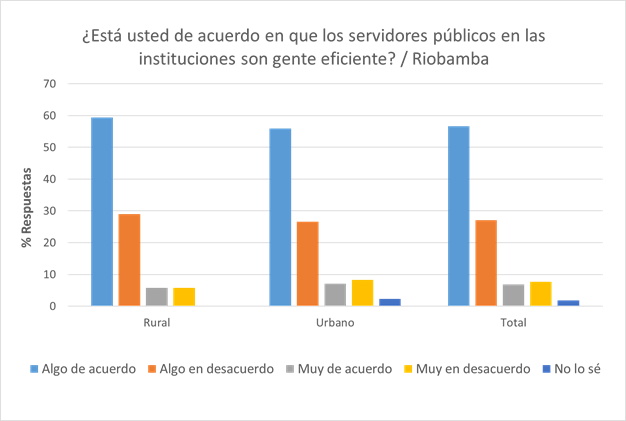 ¿Está usted de acuerdo en que los servidores públicos en las
instituciones son gente eficiente? / Riobamba
70
60
50
40
30
20
10
0
% Respuestas
Rural
Urbano
Total
Algo de acuerdo
Algo en desacuerdo
Muy de acuerdo
Muy en desacuerdo
No lo sé